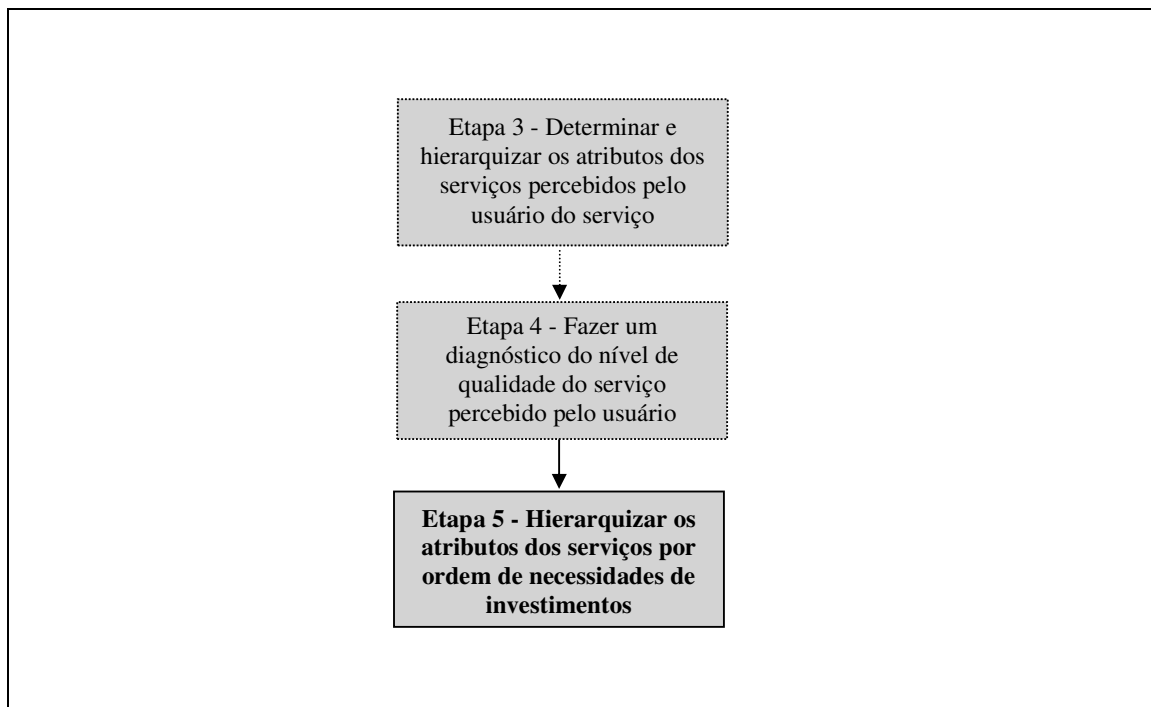 Etapa 3 - Determinar e
hierarquizar os atributos dos
serviços percebidos pelo
usuário do serviço
Etapa 4 - Fazer um
diagnóstico do nível de
qualidade do serviço
percebido pelo usuário
Etapa 5 - Hierarquizar os
atributos dos serviços por
ordem de necessidades de
investimentos